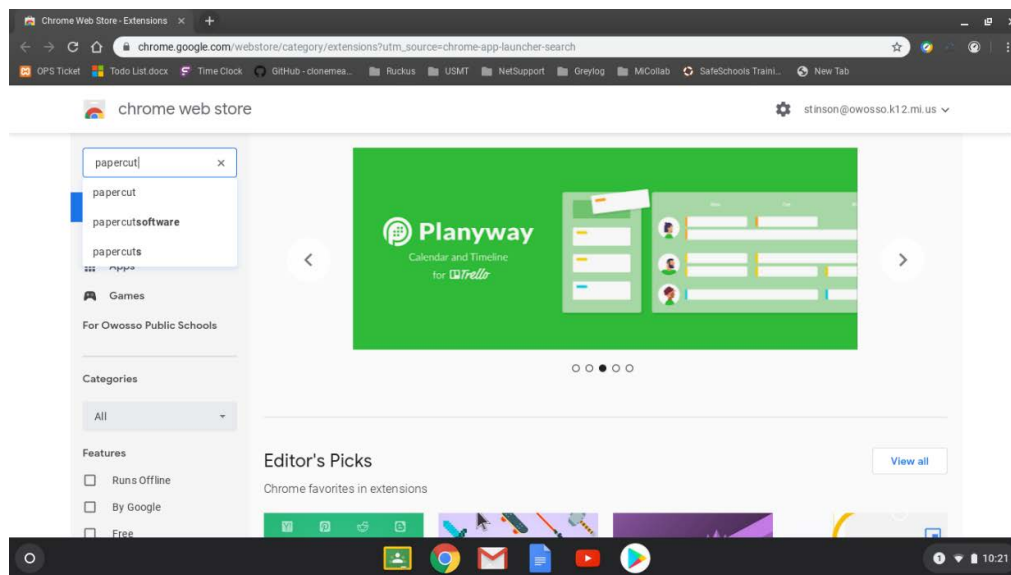 Chrome Web Store - Extensions
chrome.google.com/webstore/category/extensions?utm_source=chrome-app-launcher-search
OPS Ticket Todo List.docx Time Clock GitHub - clonemea... Ruckus USMT NetSupport Greylog MiCollab SafeSchools Traini... New Tab
chrome web store
stinson@owosso.k12.mi.us
papercut
papercut
papercutsoftware
papercuts
Apps
Games
For Owosso Public Schools
Categories
All
Features
Runs Offline
By Google
Free
Planyway
Calendar and Timeline
for Trello
Editor's Picks
View all
Chrome favorites in extensions
1 10:21